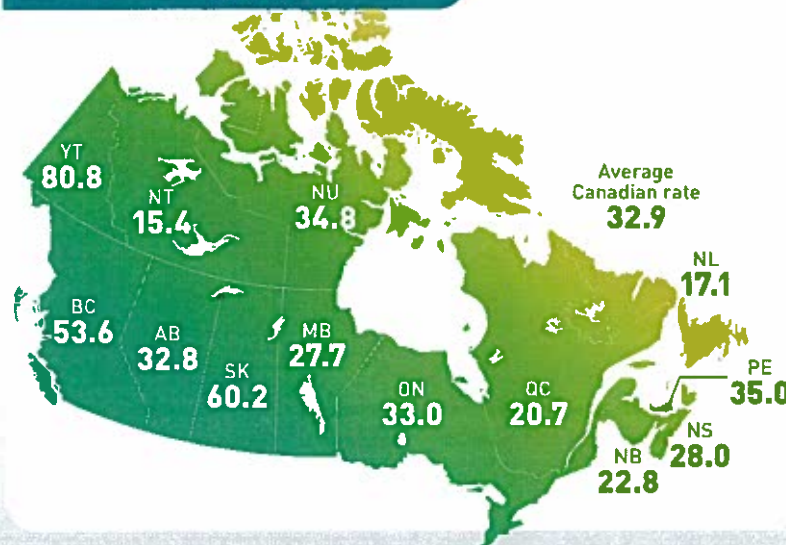 YT
80.8
NT
15.4
NU
34.8
Average
Canadian rate
32.9
NL
17.1
BC
53.6
AB
32.8
SK
60.2
MB
27.7
ON
33.0
QC
20.7
PE
35.0
NS
28.0
NB
22.8